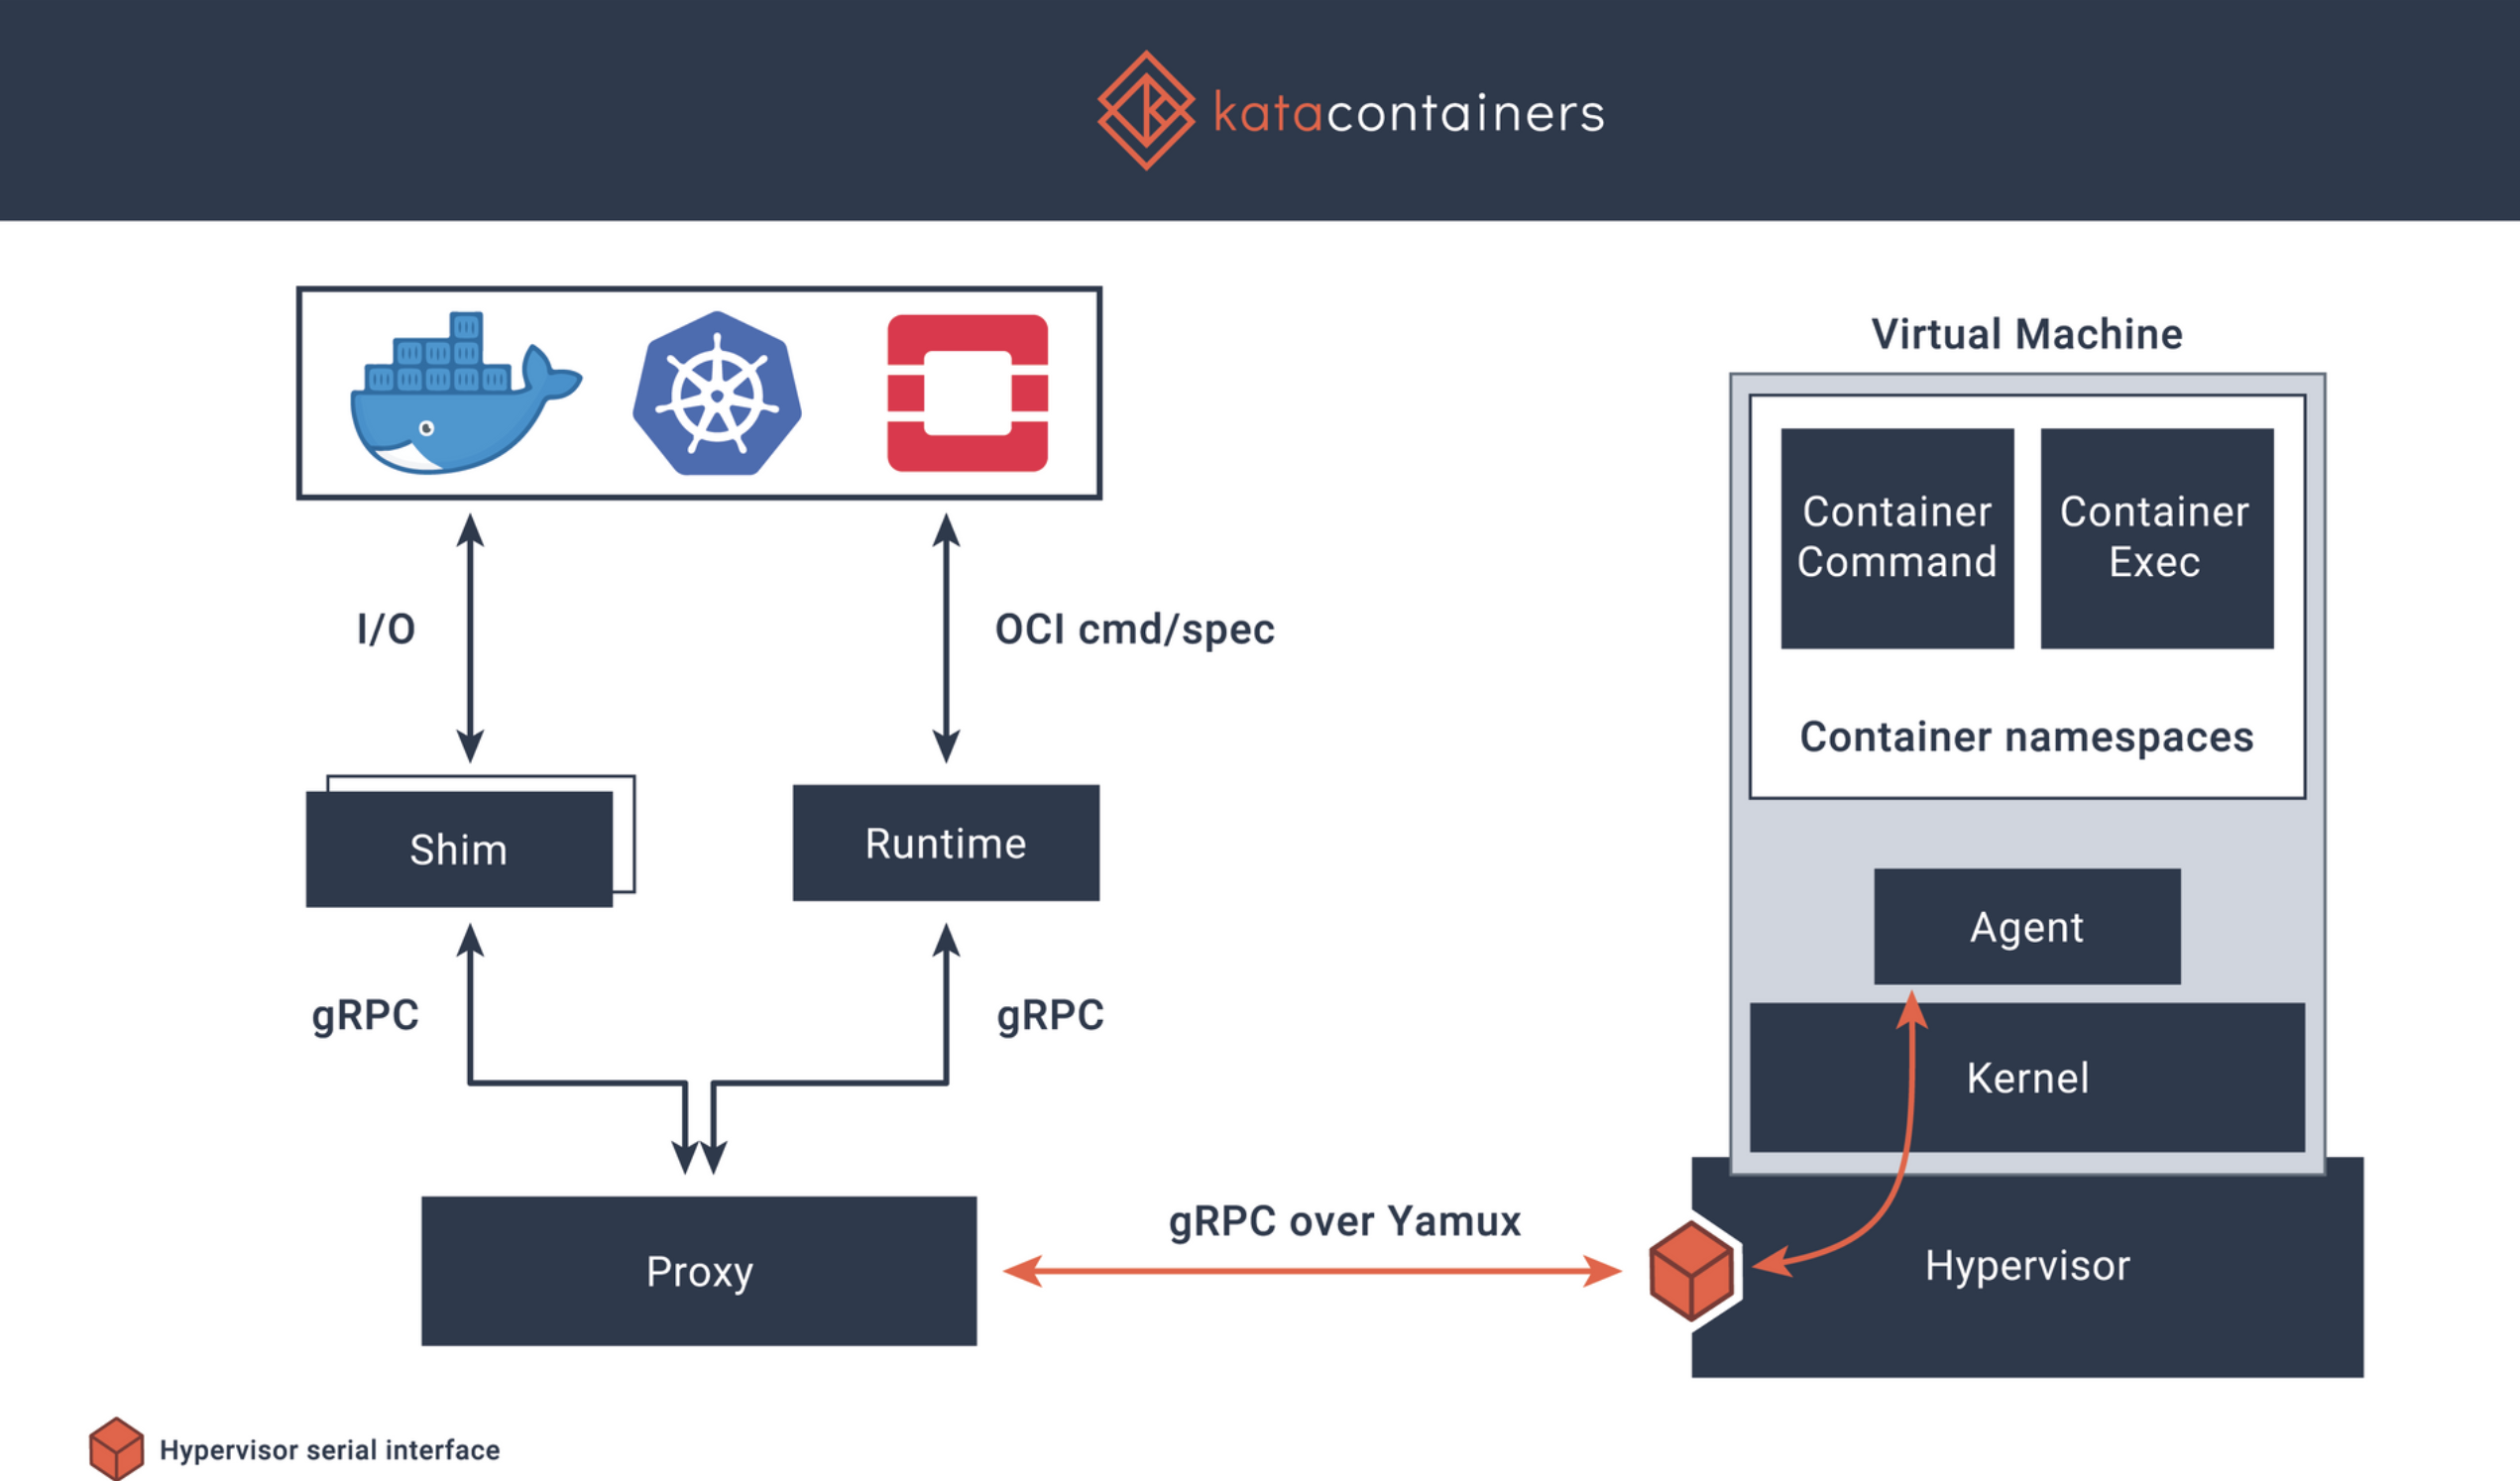 katacontainers
Virtual Machine
Container
Command
Container
Exec
I/O
OCI cmd/spec
Container namespaces
Shim
Runtime
Agent
gRPC
gRPC
Kernel
gRPC over Yamux
Proxy
Hypervisor
Hypervisor serial interface